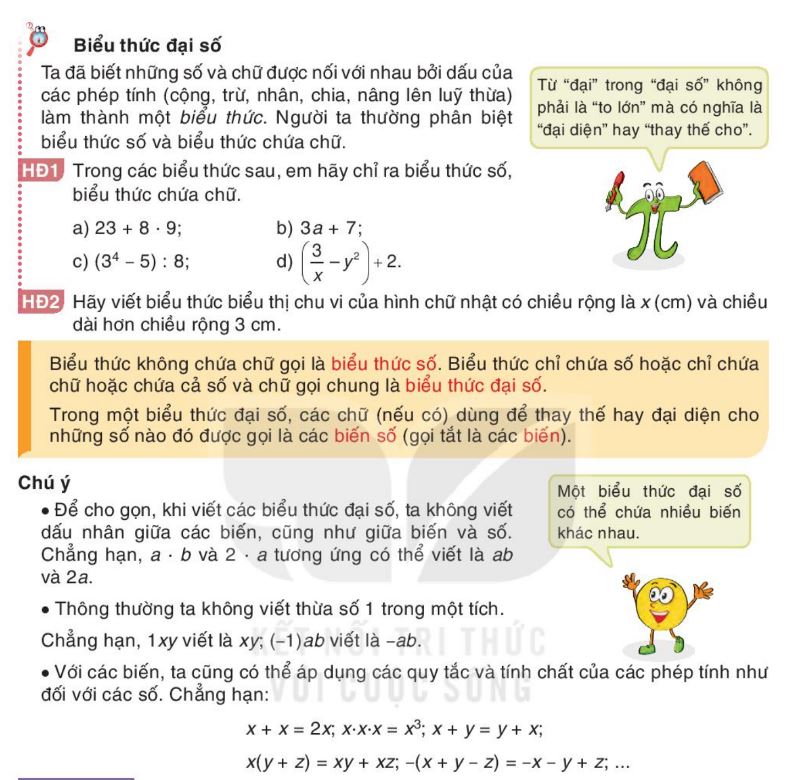 Biểu thức đại số
Ta đã biết những số và chữ được nối với nhau bởi dấu của
các phép tính (cộng, trừ, nhân, chia, nâng lên luỹ thừa)
làm thành một biểu thức. Người ta thường phân biệt
biểu thức số và biểu thức chứa chữ.
Từ “đại” trong “đại số” không
phải là “to lớn” mà có nghĩa là
“đại diện” hay “thay thế cho”.
HĐ1 Trong các biểu thức sau, em hãy chỉ ra biểu thức số,
biểu thức chứa chữ.
a) 23 + 8 · 9; b) 3a + 7;
c) (3⁴ – 5) : 8; d) (3/x – y²) + 2.
HĐ2 Hãy viết biểu thức biểu thị chu vi của hình chữ nhật có chiều rộng là x (cm) và chiều
dài hơn chiều rộng 3 cm.
Biểu thức không chứa chữ gọi là biểu thức số. Biểu thức chỉ chứa số hoặc chỉ chứa
chữ hoặc chứa cả số và chữ gọi chung là biểu thức đại số.
Trong một biểu thức đại số, các chữ (nếu có) dùng để thay thế hay đại diện cho
những số nào đó được gọi là các biến số (gọi tắt là các biến).
Chú ý
• Để cho gọn, khi viết các biểu thức đại số, ta không viết
dấu nhân giữa các biến, cũng như giữa biến và số.
Chẳng hạn, a · b và 2 · a tương ứng có thể viết là ab
và 2a.
Một biểu thức đại số
có thể chứa nhiều biến
khác nhau.
• Thông thường ta không viết thừa số 1 trong một tích.
Chẳng hạn, 1xy viết là xy; (–1)ab viết là –ab.
• Với các biến, ta cũng có thể áp dụng các quy tắc và tính chất của các phép tính như
đối với các số. Chẳng hạn:
x + x = 2x; x·x·x = x³; x + y = y + x;
x(y + z) = xy + xz; –(x + y – z) = –x – y + z; ...
KẾT NỐI TRI THỨC
VỚI CUỘC SỐNG